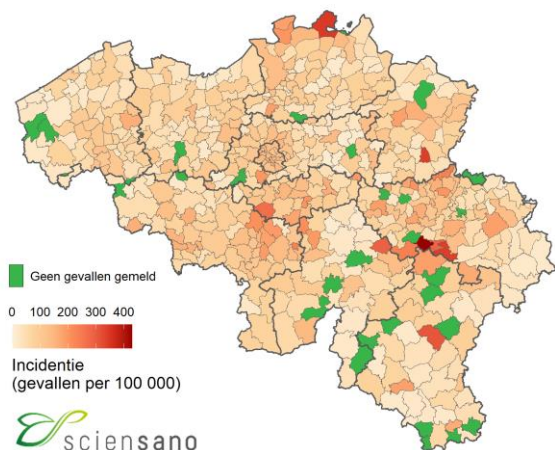 Geen gevallen gemeld
0 100 200 300 400
Incidentie
(gevallen per 100 000)
sciensano